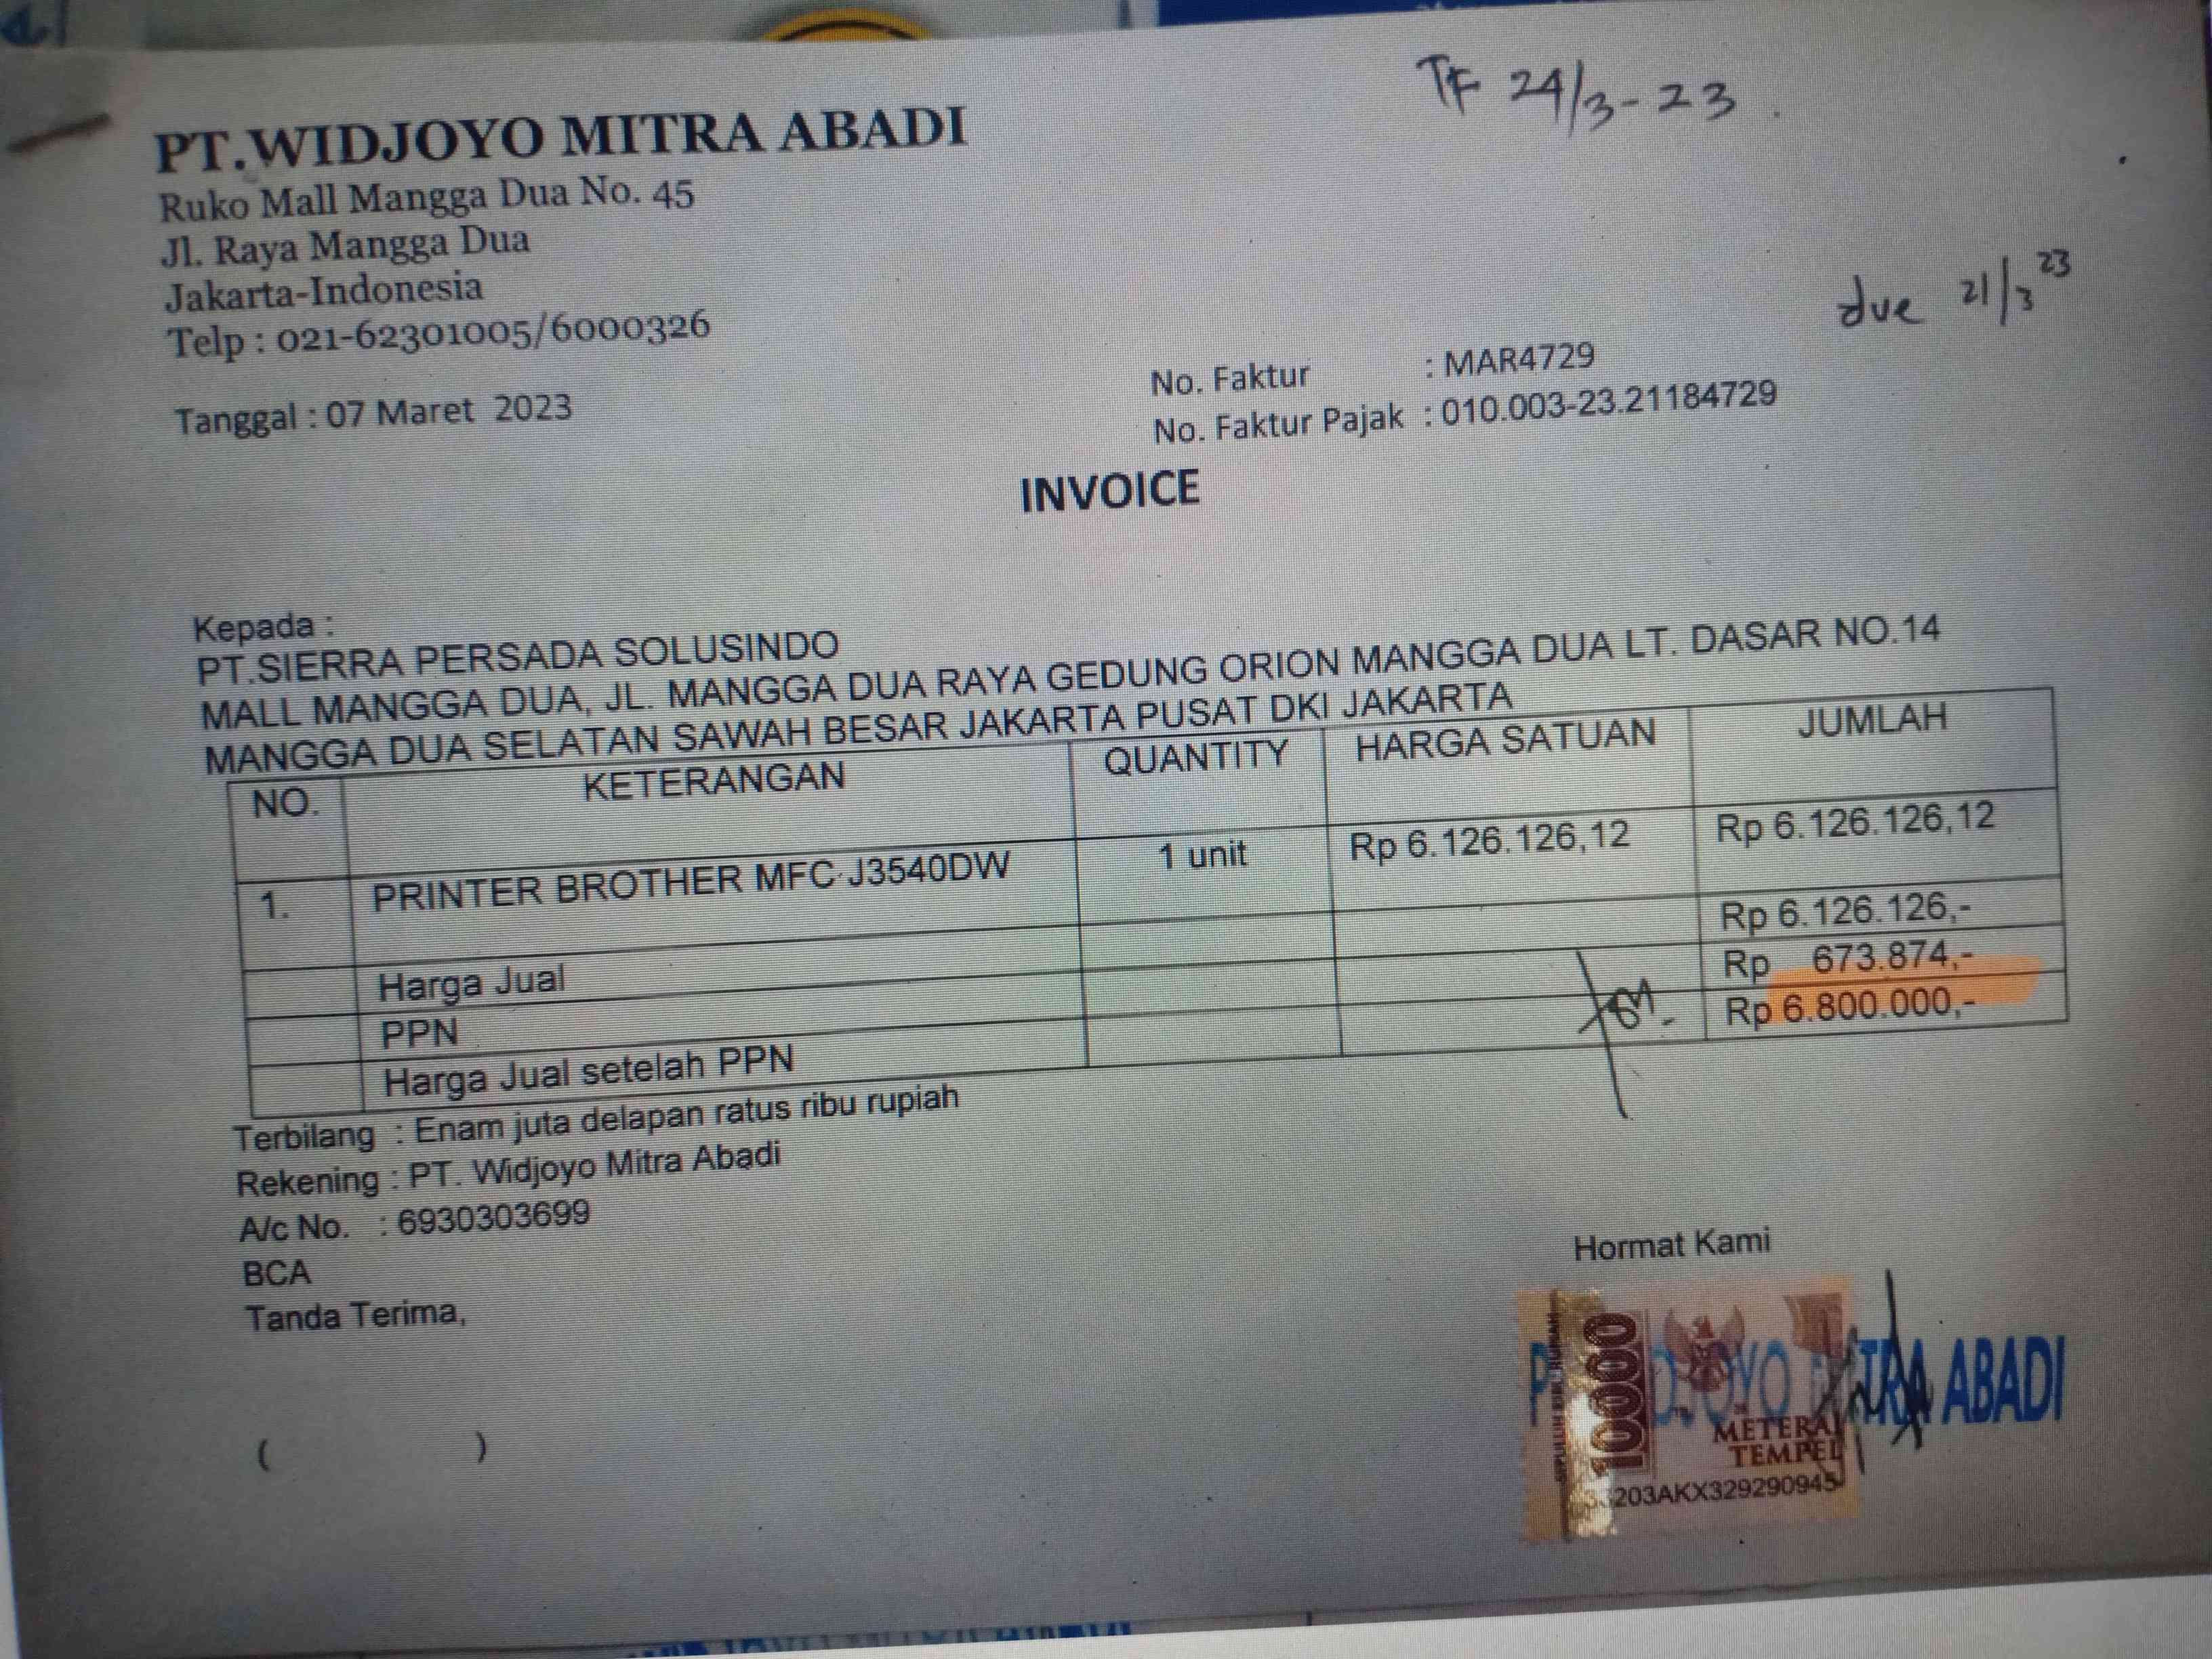 TF 24/3-23
PT.WIDJOYO MITRA ABADI
Ruko Mall Mangga Dua No. 45
Jl. Raya Mangga Dua
Jakarta-Indonesia
Telp : 021-62301005/6000326
due 21/3 23
Tanggal : 07 Maret 2023
No. Faktur : MAR4729
No. Faktur Pajak : 010.003-23.21184729
INVOICE
Kepada :
PT.SIERRA PERSADA SOLUSINDO
MALL MANGGA DUA, JL. MANGGA DUA RAYA GEDUNG ORION MANGGA DUA LT. DASAR NO.14
MANGGA DUA SELATAN SAWAH BESAR JAKARTA PUSAT DKI JAKARTA
NO. KETERANGAN QUANTITY HARGA SATUAN JUMLAH
1. PRINTER BROTHER MFC-J3540DW 1 unit Rp 6.126.126,12 Rp 6.126.126,12
Harga Jual Rp 6.126.126,-
PPN Rp 673.874,-
Harga Jual setelah PPN Rp 6.800.000,-
Terbilang : Enam juta delapan ratus ribu rupiah
Rekening : PT. Widjoyo Mitra Abadi
A/c No. : 6930303699
BCA
Tanda Terima,
Hormat Kami
10000
METERAI
TEMPEL
203AKX329290945
ABADI
( )